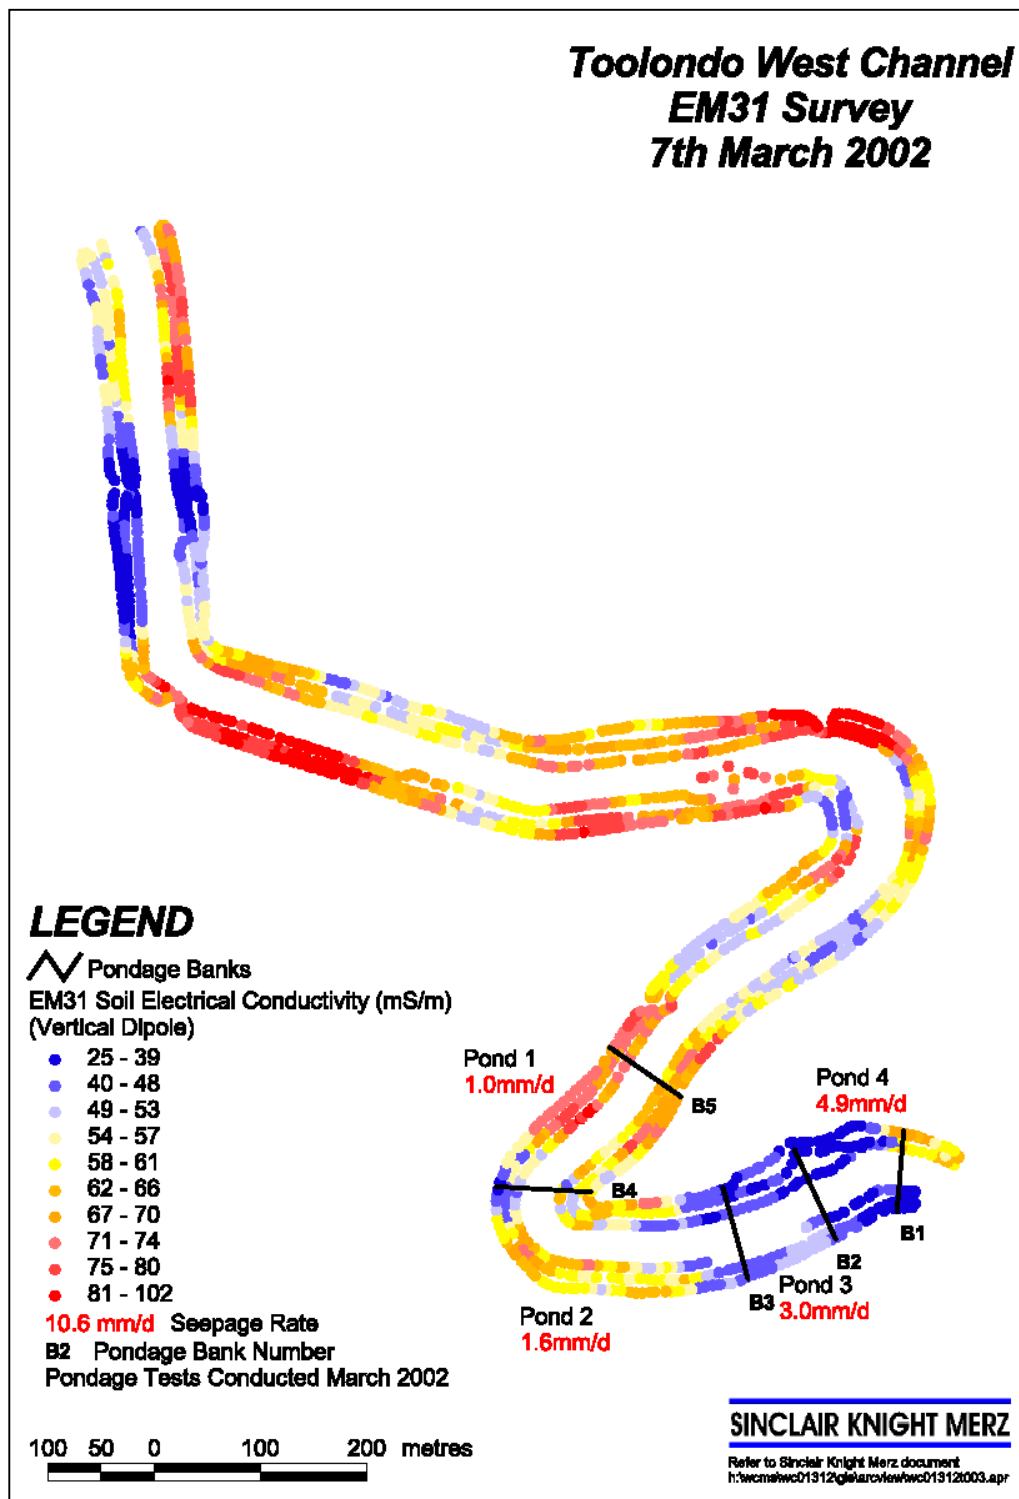 Toolondo West Channel
EM31 Survey
7th March 2002
LEGEND
Pondage Banks
EM31 Soil Electrical Conductivity (mS/m)
(Vertical Dipole)
25 - 39
40 - 48
49 - 53
54 - 57
58 - 61
62 - 66
67 - 70
71 - 74
75 - 80
81 - 102
10.6 mm/d Seepage Rate
B2 Pondage Bank Number
Pondage Tests Conducted March 2002
Pond 1
1.0mm/d
B5
Pond 4
4.9mm/d
B4
B1
B2
B3
Pond 3
3.0mm/d
Pond 2
1.6mm/d
100 50 0 100 200 metres
SINCLAIR KNIGHT MERZ
Refer to Sinclair Knight Merz document